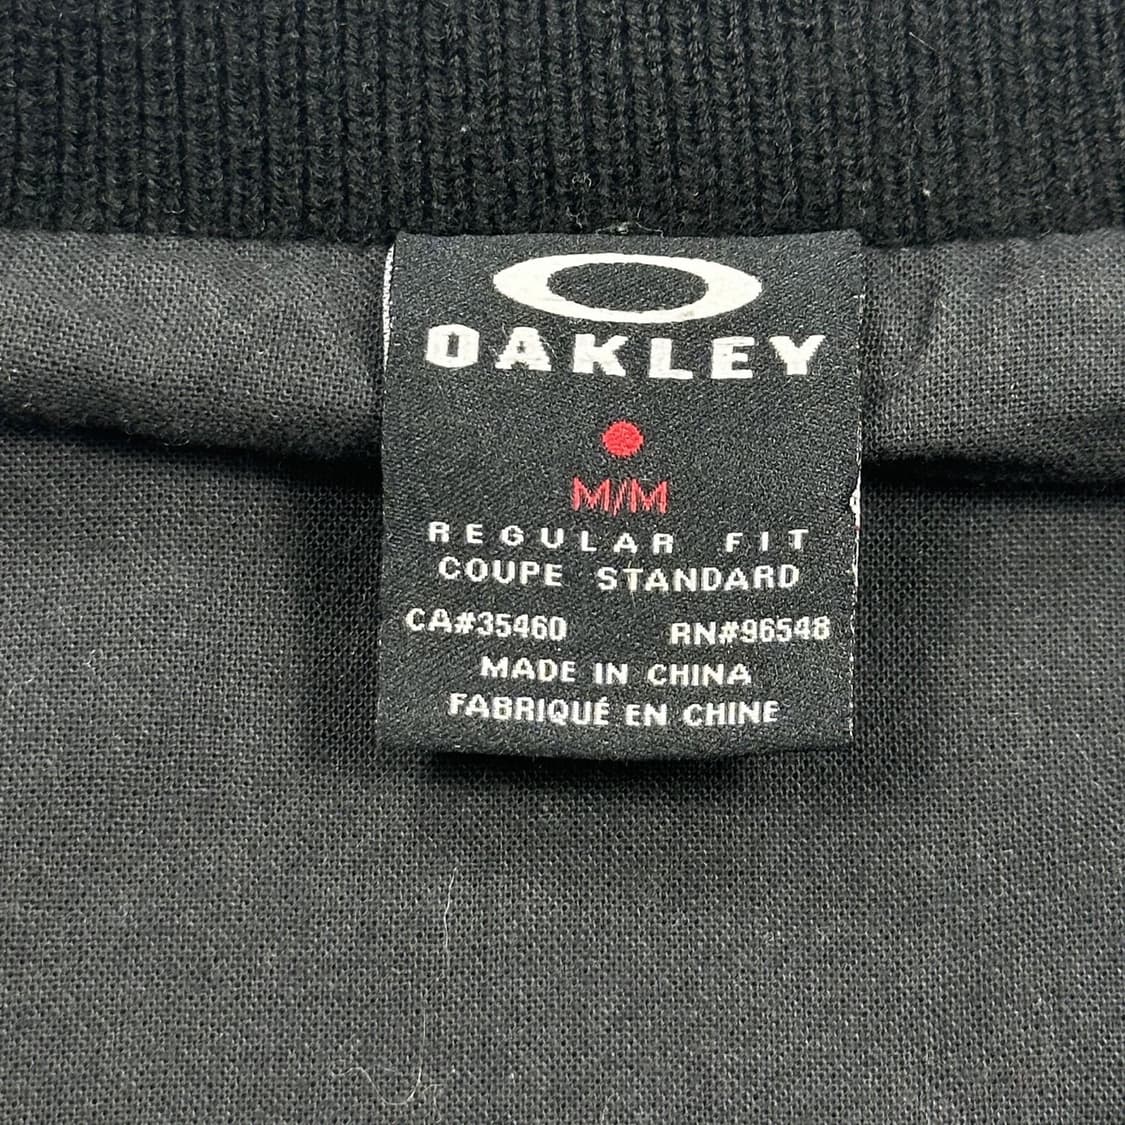 OAKLEY
M/M
REGULAR FIT
COUPE STANDARD
CA#35460 RN#96548
MADE IN CHINA
FABRIQUÉ EN CHINE